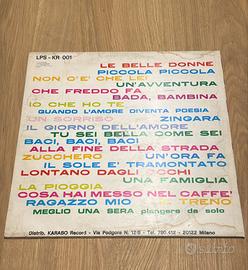 LPS - KR 001
LE BELLE DONNE
PICCOLA PICCOLA
NON C'E' CHE LEI
UN'AVVENTURA
CHE FREDDO FA
BADA, BAMBINA
IO CHE HO TE
QUANDO L'AMORE DIVENTA POESIA
UN SORRISO ZINGARA
IL GIORNO DELL'AMORE
TU SEI BELLA COME SEI
BACI, BACI, BACI
ALLA FINE DELLA STRADA
ZUCCHERO UN'ORA FA
IL SOLE E' TRAMONTATO
LONTANO DAGLI OCCHI
UNA FAMIGLIA
LA PIOGGIA
COSA HAI MESSO NEL CAFFE'
RAGAZZO MIO IL TRENO
MEGLIO UNA SERA piangere da solo
Distrib. KARABO Record - Via Podgora N. 12/B - Tel. 790.412 - 20122 Milano
subito